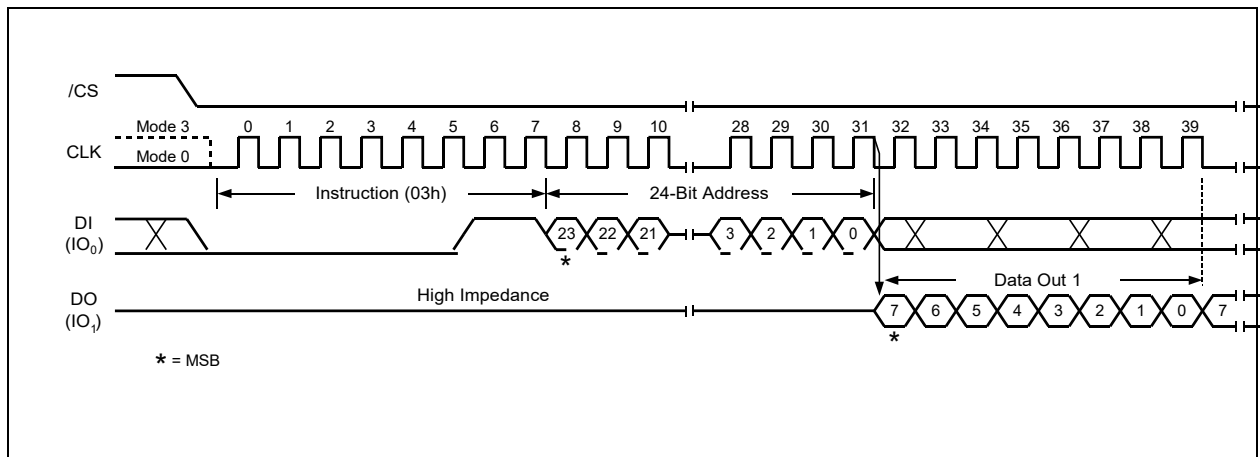 /CS
Mode 3 0 1 2 3 4 5 6 7 8 9 10 28 29 30 31 32 33 34 35 36 37 38 39
CLK
Mode 0
Instruction (03h) 24-Bit Address
DI
(IO0)
23 22 21 3 2 1 0
*
Data Out 1
High Impedance
DO
(IO1)
7 6 5 4 3 2 1 0 7
*
* = MSB